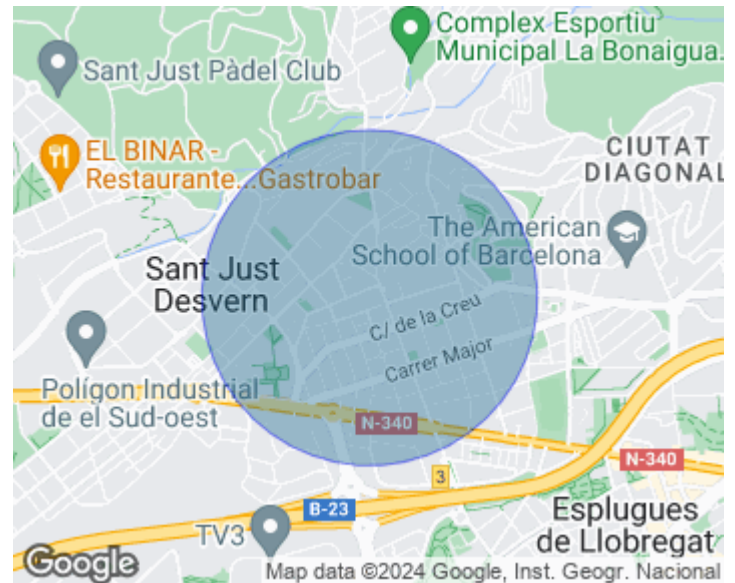 Complex Esportiu
Municipal La Bonaigua.
Sant Just Pàdel Club
EL BINAR -
Restaurante...Gastrobar
CIUTAT
DIAGONAL
The American
School of Barcelona
Sant Just
Desvern
C/ de la Creu
Carrer Major
Polígon Industrial
de el Sud-oest
N-340
N-340
3
B-23
Esplugues
de Llobregat
TV3
Google
Map data ©2024 Google, Inst. Geogr. Nacional